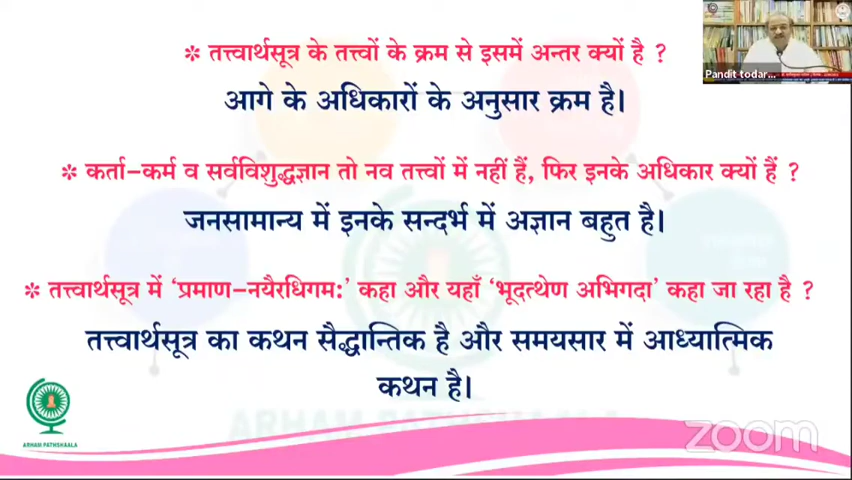 Pandit todar...
* तत्त्वार्थसूत्र के तत्त्वों के क्रम से इसमें अन्तर क्यों है ?
आगे के अधिकारों के अनुसार क्रम है।
* कर्ता-कर्म व सर्वविशुद्धज्ञान तो नव तत्त्वों में नहीं हैं, फिर इनके अधिकार क्यों हैं ?
जनसामान्य में इनके सन्दर्भ में अज्ञान बहुत है।
* तत्त्वार्थसूत्र में ‘प्रमाण-नयैरधिगम:’ कहा और यहाँ ‘भूदत्थेण अभिगदा’ कहा जा रहा है ?
तत्त्वार्थसूत्र का कथन सैद्धान्तिक है और समयसार में आध्यात्मिक
कथन है।
ARHAM PATHSHAALA
ARHAM PATHSHAALA
zoom